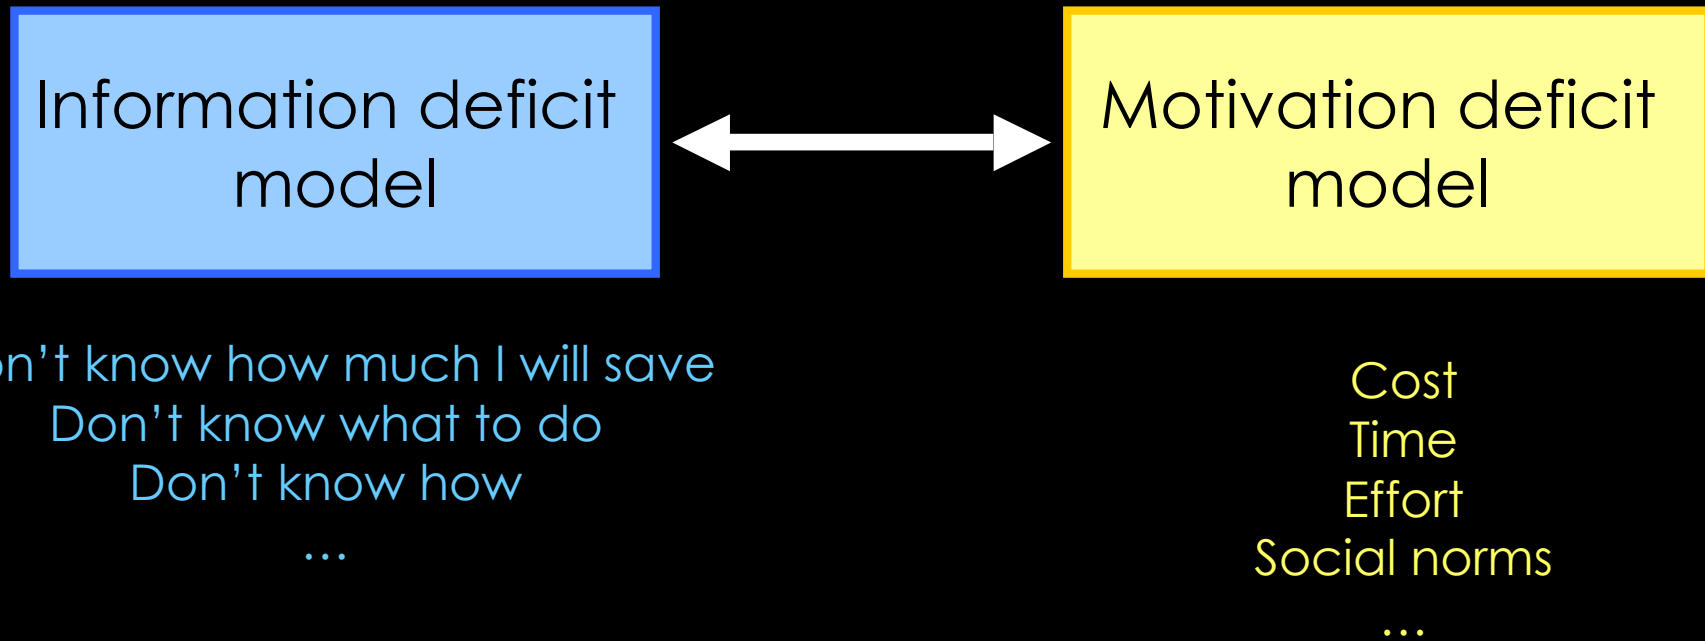 Information deficit
model
Motivation deficit
model
n't know how much I will save
Don't know what to do
Don't know how
…
Cost
Time
Effort
Social norms
…